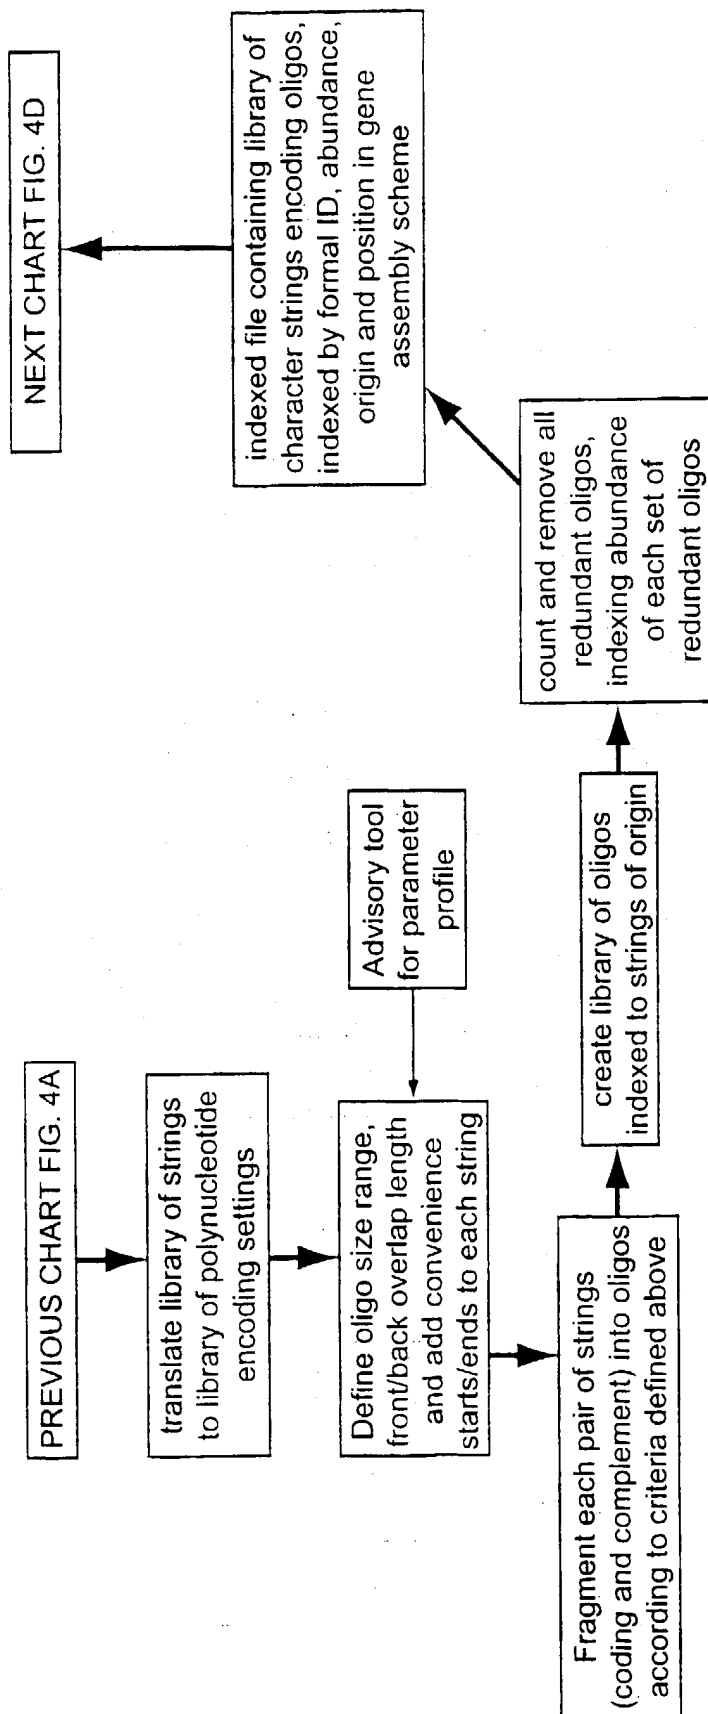 PREVIOUS CHART FIG. 4A
translate library of strings
to library of polynucleotide
encoding settings
Define oligo size range,
front/back overlap length
and add convenience
starts/ends to each string
Advisory tool
for parameter
profile
Fragment each pair of strings
(coding and complement) into oligos
according to criteria defined above
create library of oligos
indexed to strings of origin
count and remove all
redundant oligos,
indexing abundance
of each set of
redundant oligos
indexed file containing library of
character strings encoding oligos,
indexed by formal ID, abundance,
origin and position in gene
assembly scheme
NEXT CHART FIG. 4D